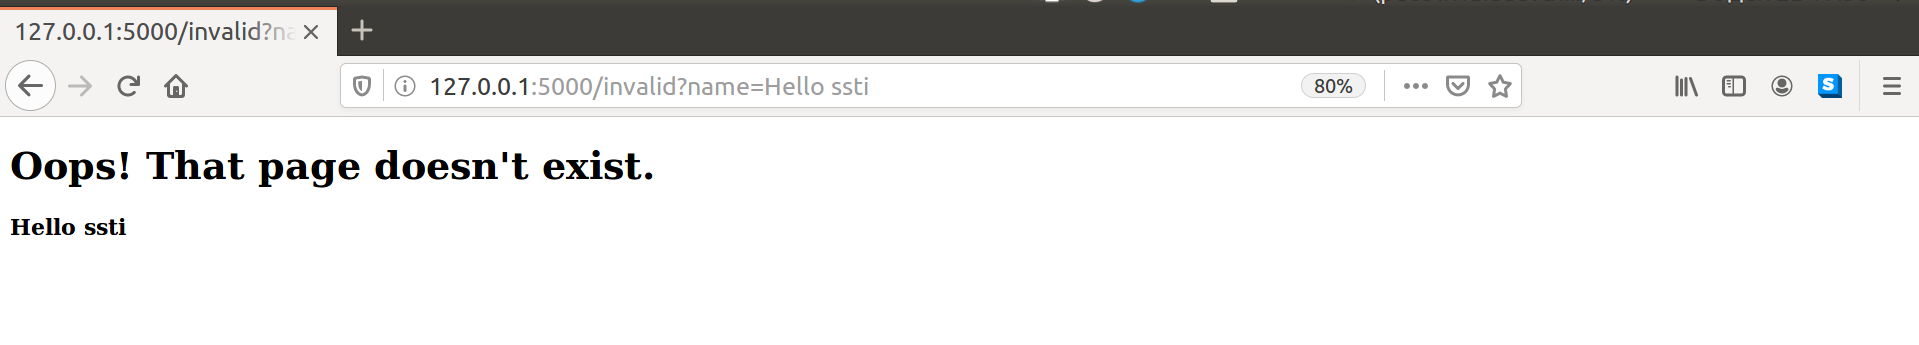 127.0.0.1:5000/invalid?na
127.0.0.1:5000/invalid?name=Hello ssti
80%
S
Oops! That page doesn't exist.
Hello ssti